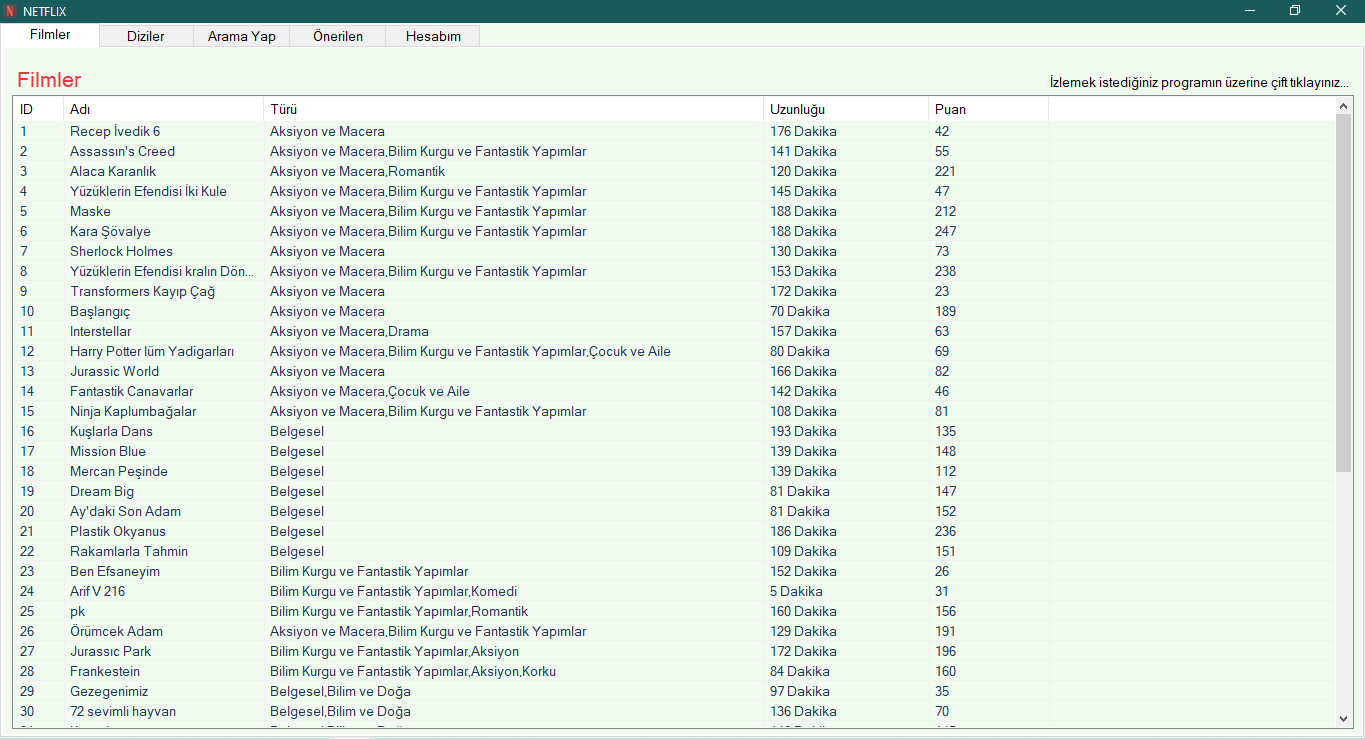 NETFLIX
Filmler Diziler Arama Yap Önerilen Hesabım
Filmler
İzlemek istediğiniz programın üzerine çift tıklayınız...
ID Adı Türü Uzunluğu Puan
1 Recep İvedik 6 Aksiyon ve Macera 176 Dakika 42
2 Assassın's Creed Aksiyon ve Macera,Bilim Kurgu ve Fantastik Yapımlar 141 Dakika 55
3 Alaca Karanlık Aksiyon ve Macera,Romantik 120 Dakika 221
4 Yüzüklerin Efendisi İki Kule Aksiyon ve Macera,Bilim Kurgu ve Fantastik Yapımlar 145 Dakika 47
5 Maske Aksiyon ve Macera,Bilim Kurgu ve Fantastik Yapımlar 188 Dakika 212
6 Kara Şövalye Aksiyon ve Macera,Bilim Kurgu ve Fantastik Yapımlar 188 Dakika 247
7 Sherlock Holmes Aksiyon ve Macera 130 Dakika 73
8 Yüzüklerin Efendisi kralın Dön... Aksiyon ve Macera,Bilim Kurgu ve Fantastik Yapımlar 153 Dakika 238
9 Transformers Kayıp Çağ Aksiyon ve Macera 172 Dakika 23
10 Başlangıç Aksiyon ve Macera 70 Dakika 189
11 Interstellar Aksiyon ve Macera,Drama 157 Dakika 63
12 Harry Potter lüm Yadigarları Aksiyon ve Macera,Bilim Kurgu ve Fantastik Yapımlar,Çocuk ve Aile 80 Dakika 69
13 Jurassic World Aksiyon ve Macera 166 Dakika 82
14 Fantastik Canavarlar Aksiyon ve Macera,Çocuk ve Aile 142 Dakika 46
15 Ninja Kaplumbağalar Aksiyon ve Macera,Bilim Kurgu ve Fantastik Yapımlar 108 Dakika 81
16 Kuşlarla Dans Belgesel 193 Dakika 135
17 Mission Blue Belgesel 139 Dakika 148
18 Mercan Peşinde Belgesel 139 Dakika 112
19 Dream Big Belgesel 81 Dakika 147
20 Ay'daki Son Adam Belgesel 81 Dakika 152
21 Plastik Okyanus Belgesel 186 Dakika 236
22 Rakamlarla Tahmin Belgesel 109 Dakika 151
23 Ben Efsaneyim Bilim Kurgu ve Fantastik Yapımlar 152 Dakika 26
24 Arif V 216 Bilim Kurgu ve Fantastik Yapımlar,Komedi 5 Dakika 31
25 pk Bilim Kurgu ve Fantastik Yapımlar,Romantik 160 Dakika 156
26 Örümcek Adam Aksiyon ve Macera,Bilim Kurgu ve Fantastik Yapımlar 129 Dakika 191
27 Jurassıc Park Bilim Kurgu ve Fantastik Yapımlar,Aksiyon 172 Dakika 196
28 Frankestein Bilim Kurgu ve Fantastik Yapımlar,Aksiyon,Korku 84 Dakika 160
29 Gezegenimiz Belgesel,Bilim ve Doğa 97 Dakika 35
30 72 sevimli hayvan Belgesel,Bilim ve Doğa 136 Dakika 70